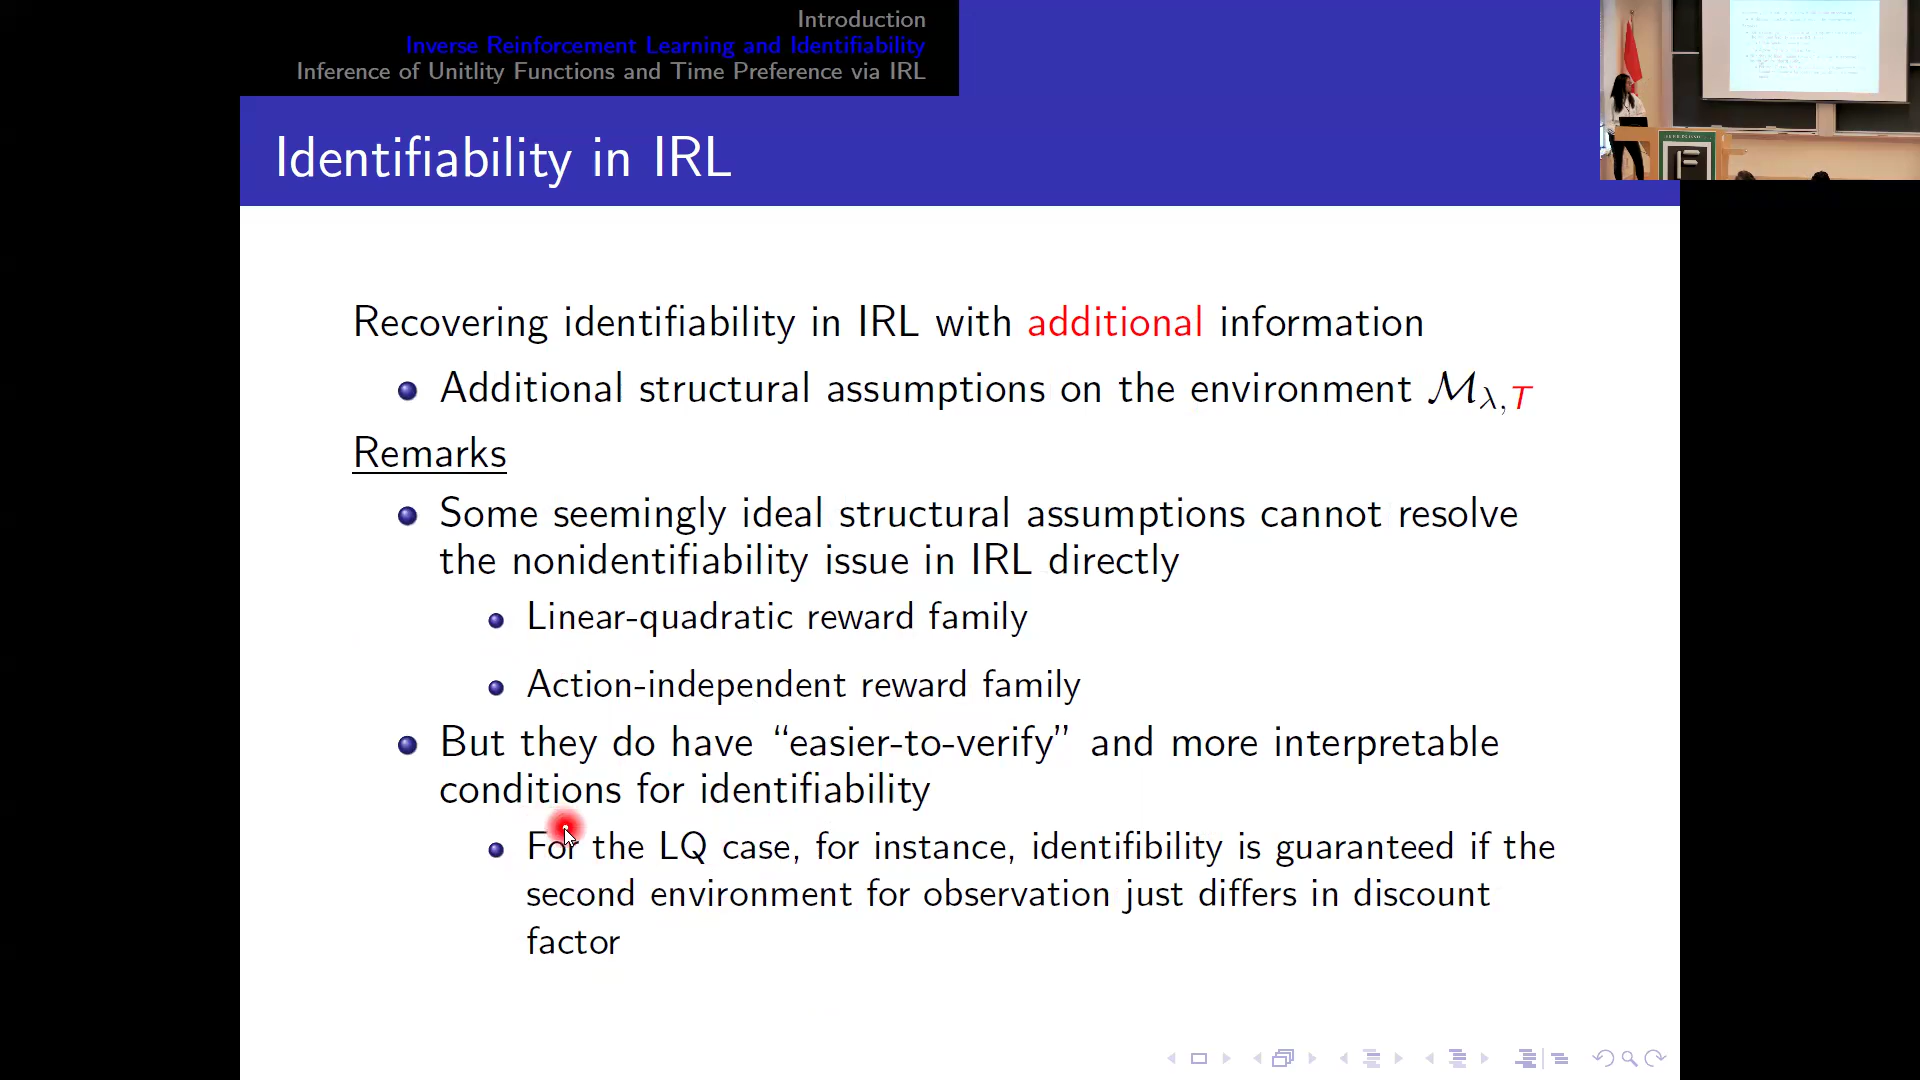 Introduction
Inverse Reinforcement Learning and Identifiability
Inference of Unitlity Functions and Time Preference via IRL
Identifiability in IRL
Recovering identifiability in IRL with additional information
Additional structural assumptions on the environment ℳλ,T
Remarks
Some seemingly ideal structural assumptions cannot resolve
the nonidentifiability issue in IRL directly
Linear-quadratic reward family
Action-independent reward family
But they do have “easier-to-verify” and more interpretable
conditions for identifiability
For the LQ case, for instance, identifibility is guaranteed if the
second environment for observation just differs in discount
factor